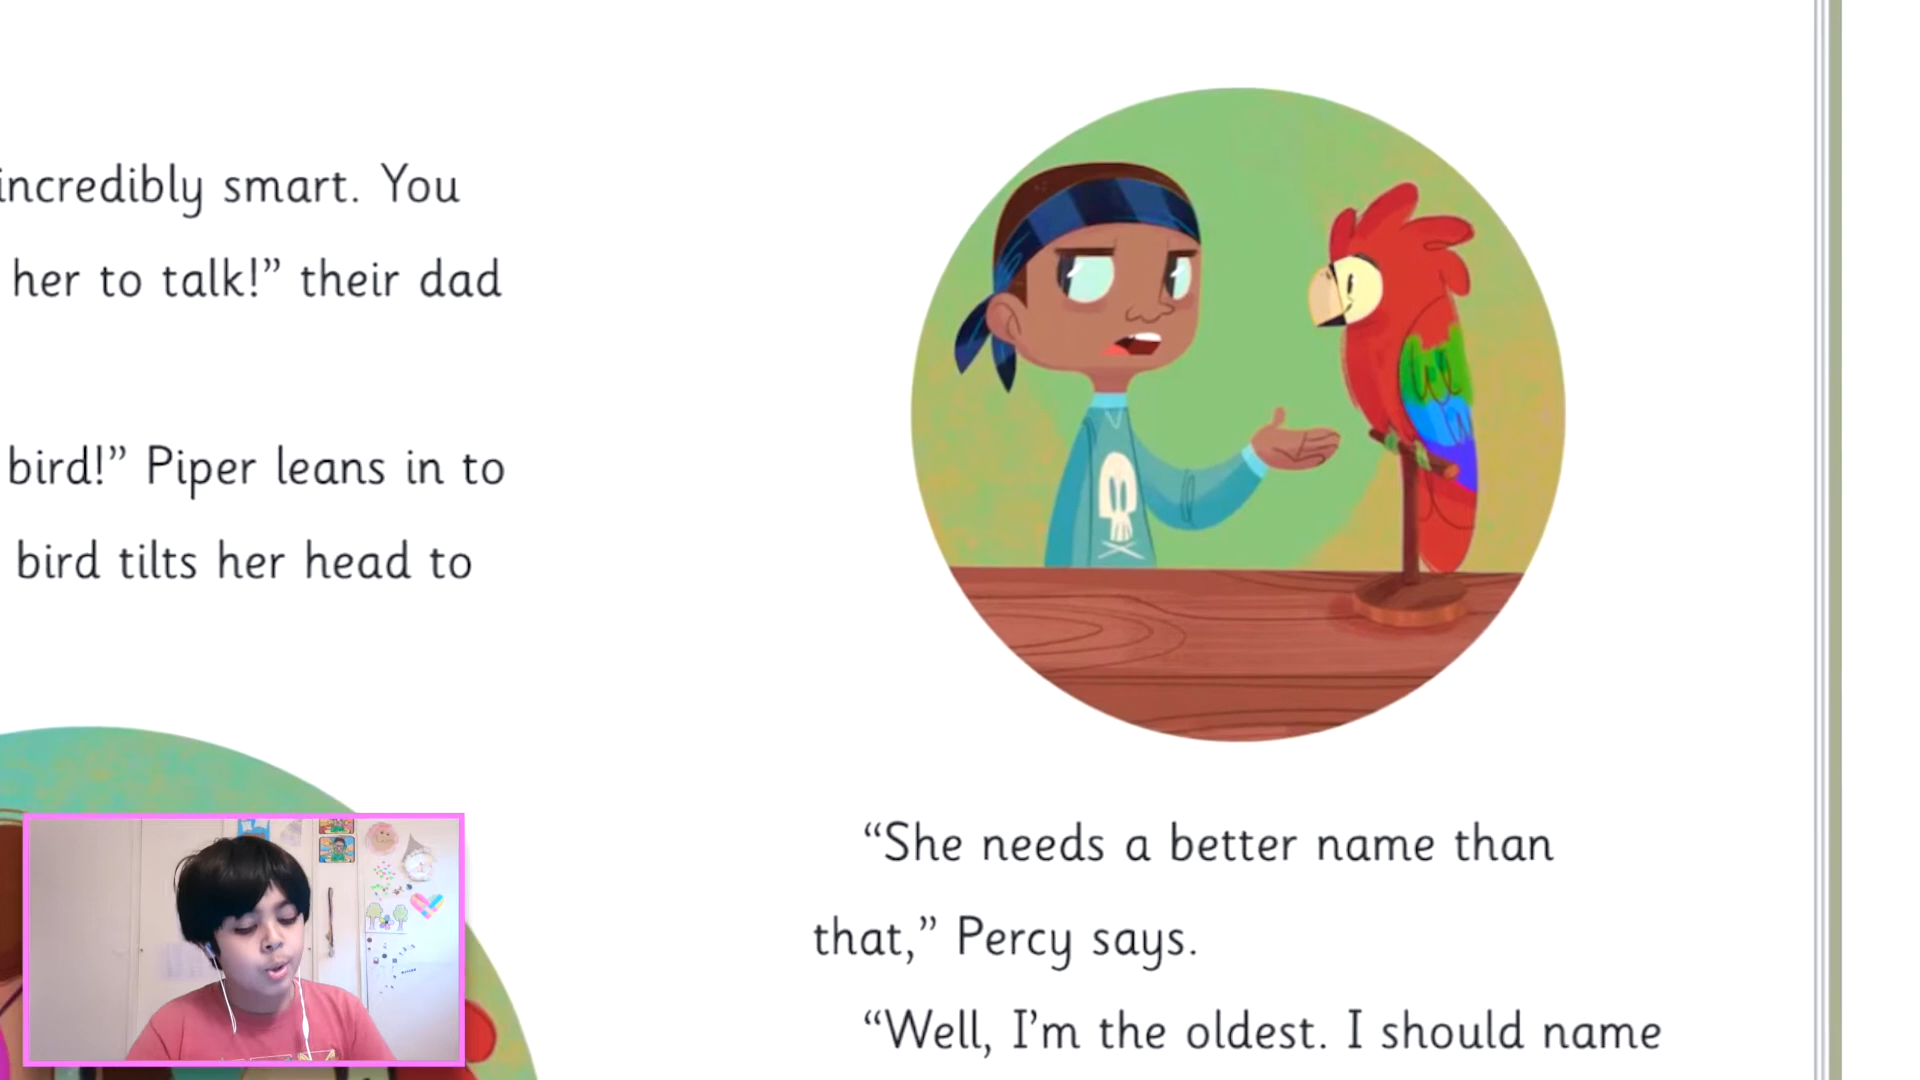 incredibly smart. You
her to talk!” their dad
bird!” Piper leans in to
bird tilts her head to
“She needs a better name than
that,” Percy says.
“Well, I’m the oldest. I should name